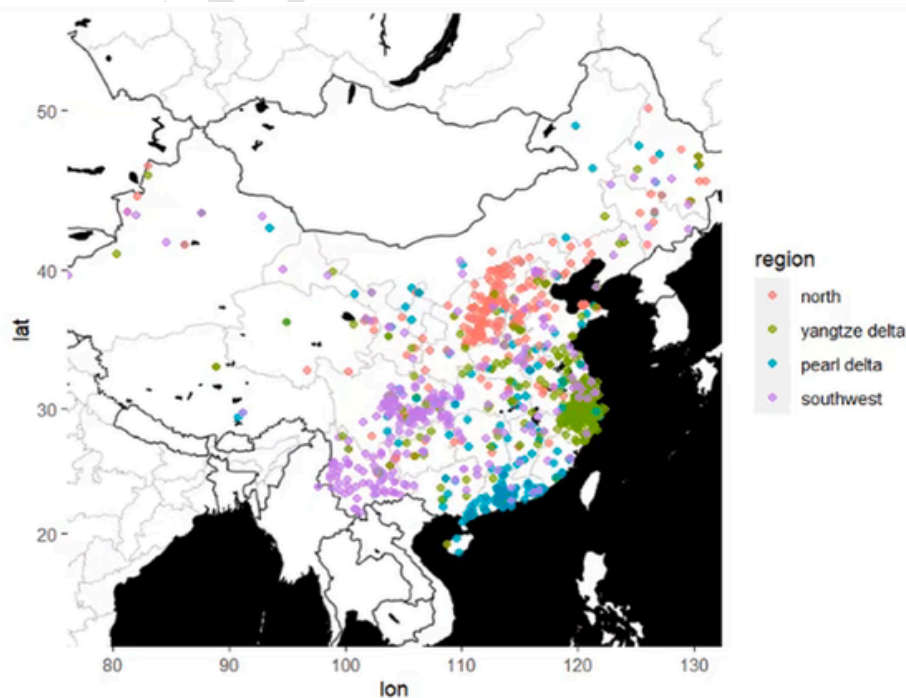 50
40
30
20
lat
80
90
100
110
120
130
lon
region
north
yangtze delta
pearl delta
southwest